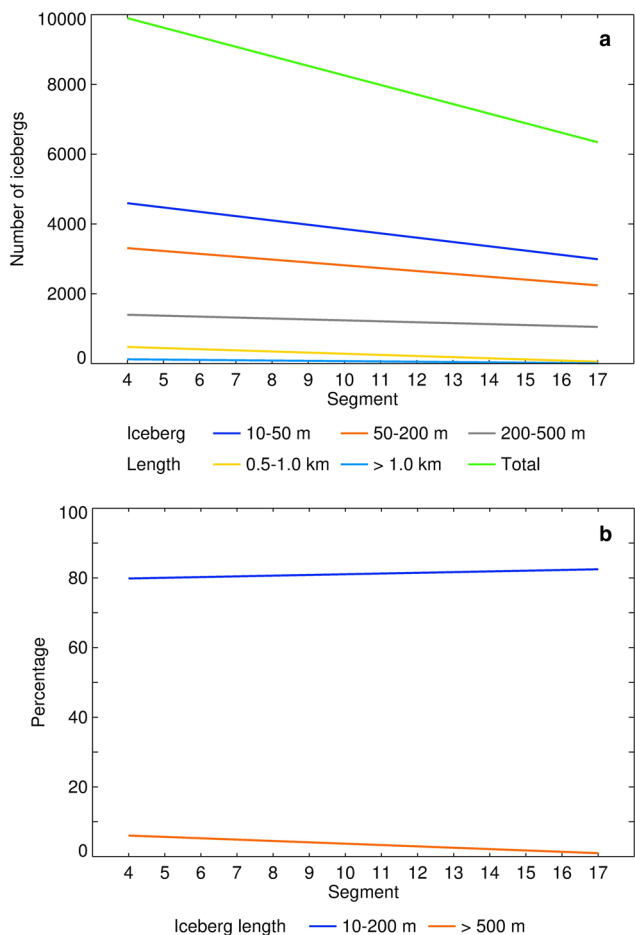 a
10000
8000
6000
4000
2000
0
Number of icebergs
4 5 6 7 8 9 10 11 12 13 14 15 16 17
Segment
Iceberg 10-50 m 50-200 m 200-500 m
Length 0.5-1.0 km > 1.0 km Total
b
100
80
60
40
20
0
Percentage
4 5 6 7 8 9 10 11 12 13 14 15 16 17
Segment
Iceberg length 10-200 m > 500 m